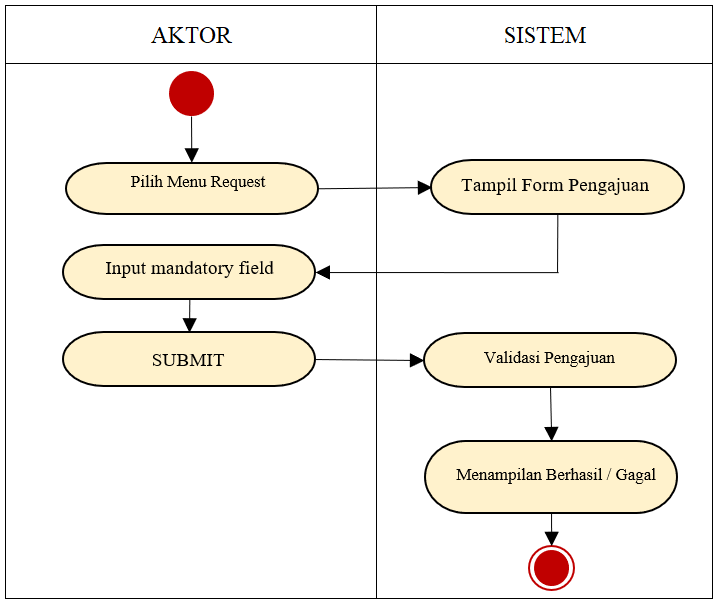 AKTOR
SISTEM
Pilih Menu Request
Tampil Form Pengajuan
Input mandatory field
SUBMIT
Validasi Pengajuan
Menampilan Berhasil / Gagal